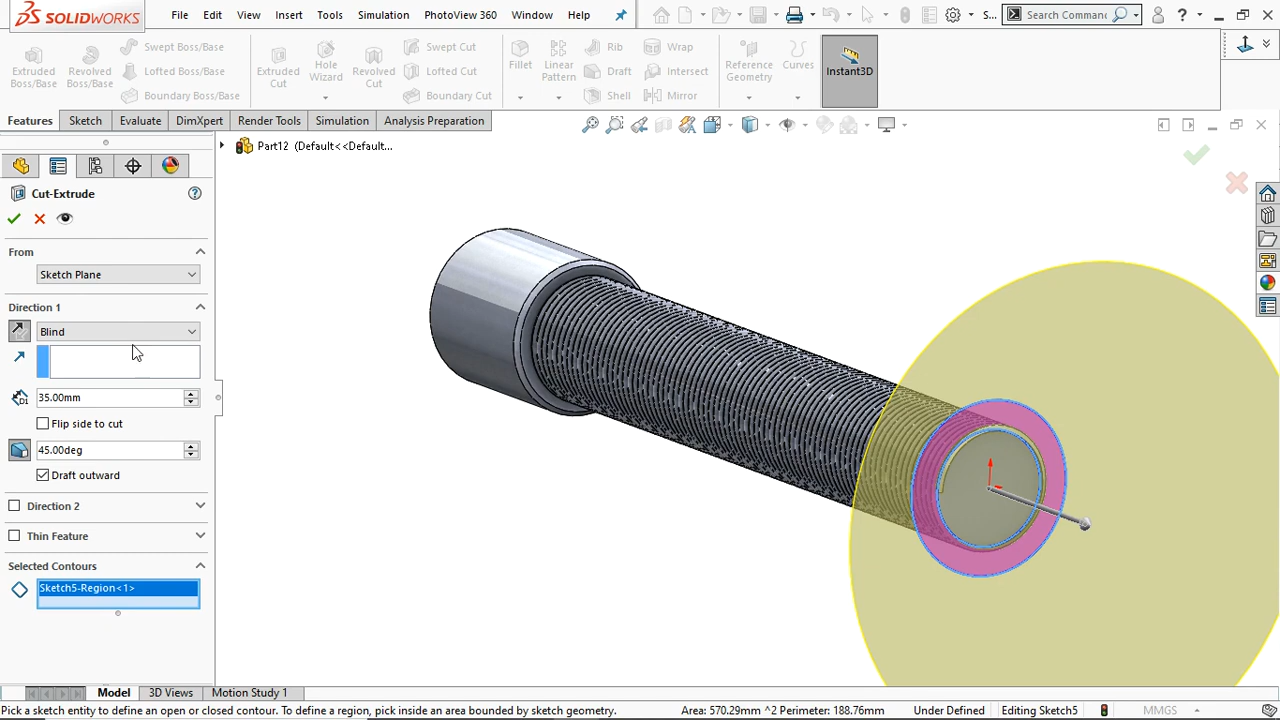 SOLIDWORKS
File Edit View Insert Tools Simulation PhotoView 360 Window Help
S...
Search Comman
Extruded Boss/Base
Revolved Boss/Base
Swept Boss/Base
Lofted Boss/Base
Boundary Boss/Base
Extruded Cut
Hole Wizard
Revolved Cut
Swept Cut
Lofted Cut
Boundary Cut
Fillet
Linear Pattern
Rib
Draft
Shell
Wrap
Intersect
Mirror
Reference Geometry
Curves
Instant3D
Features Sketch Evaluate DimXpert Render Tools Simulation Analysis Preparation
Part12 (Default<<Default...
Cut-Extrude
From
Sketch Plane
Direction 1
Blind
35.00mm
Flip side to cut
45.00deg
Draft outward
Direction 2
Thin Feature
Selected Contours
Sketch5-Region<1>
Model 3D Views Motion Study 1
Pick a sketch entity to define an open or closed contour. To define a region, pick inside an area bounded by sketch geometry. Area: 570.29mm ^2 Perimeter: 188.76mm Under Defined Editing Sketch5 MMGS